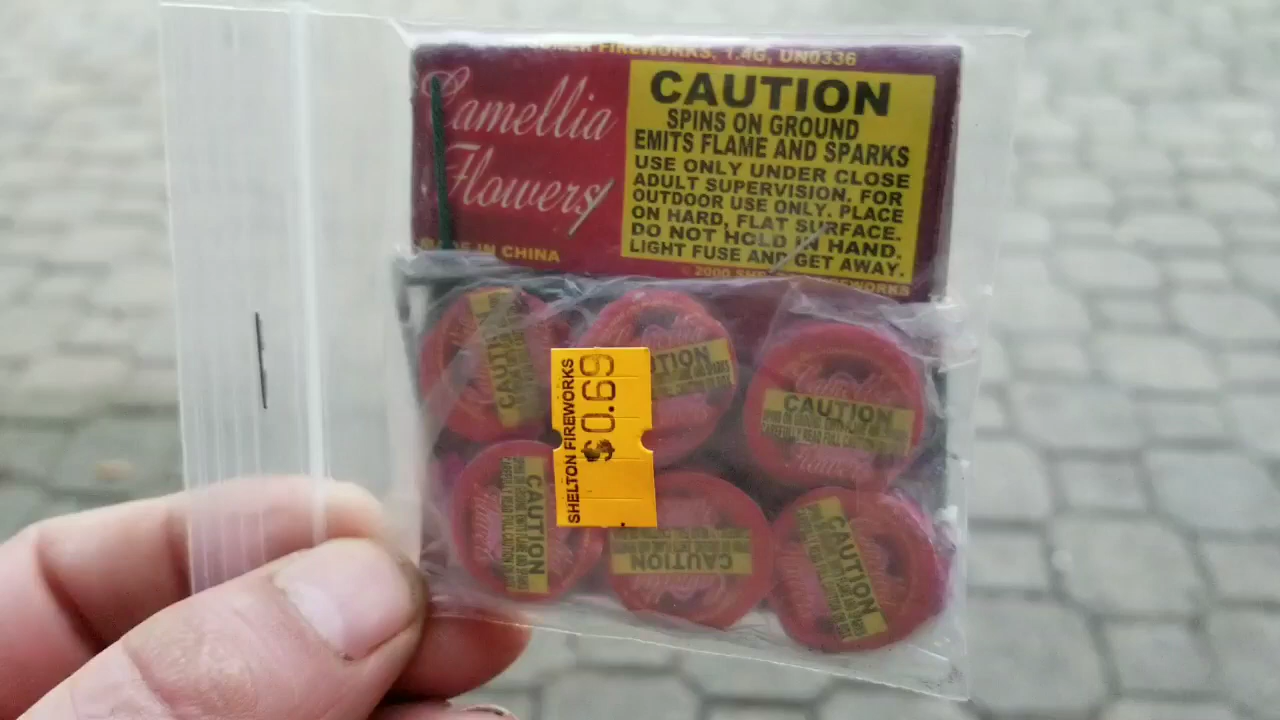 FIREWORKS, 1.4G, UN0336
Camellia
Flowers
IN CHINA
CAUTION
SPINS ON GROUND
EMITS FLAME AND SPARKS
USE ONLY UNDER CLOSE
ADULT SUPERVISION. FOR
OUTDOOR USE ONLY. PLACE
ON HARD, FLAT SURFACE.
DO NOT HOLD IN HAND.
LIGHT FUSE AND GET AWAY.
© 2000
SHELTON FIREWORKS
$0.69
CAUTION
CAUTION
CAUTION
CAUTION
CAUTION